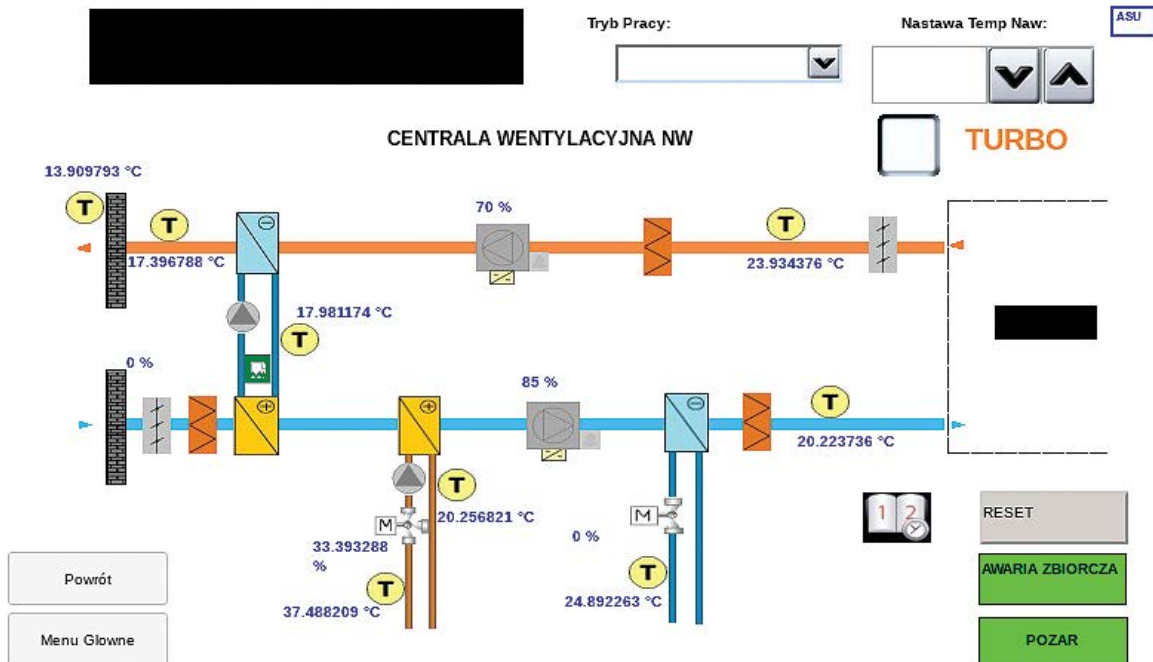 Tryb Pracy:
Nastawa Temp Naw:
ASU
CENTRALA WENTYLACYJNA NW
TURBO
13.909793 °C
T
T
70 %
T
17.396788 °C
23.934376 °C
17.981174 °C
T
0 %
85 %
T
20.223736 °C
T
20.256821 °C
M
M
33.393288
%
0 %
T
T
37.488209 °C
24.892263 °C
1 2
RESET
AWARIA ZBIORCZA
POZAR
Powrót
Menu Glowne